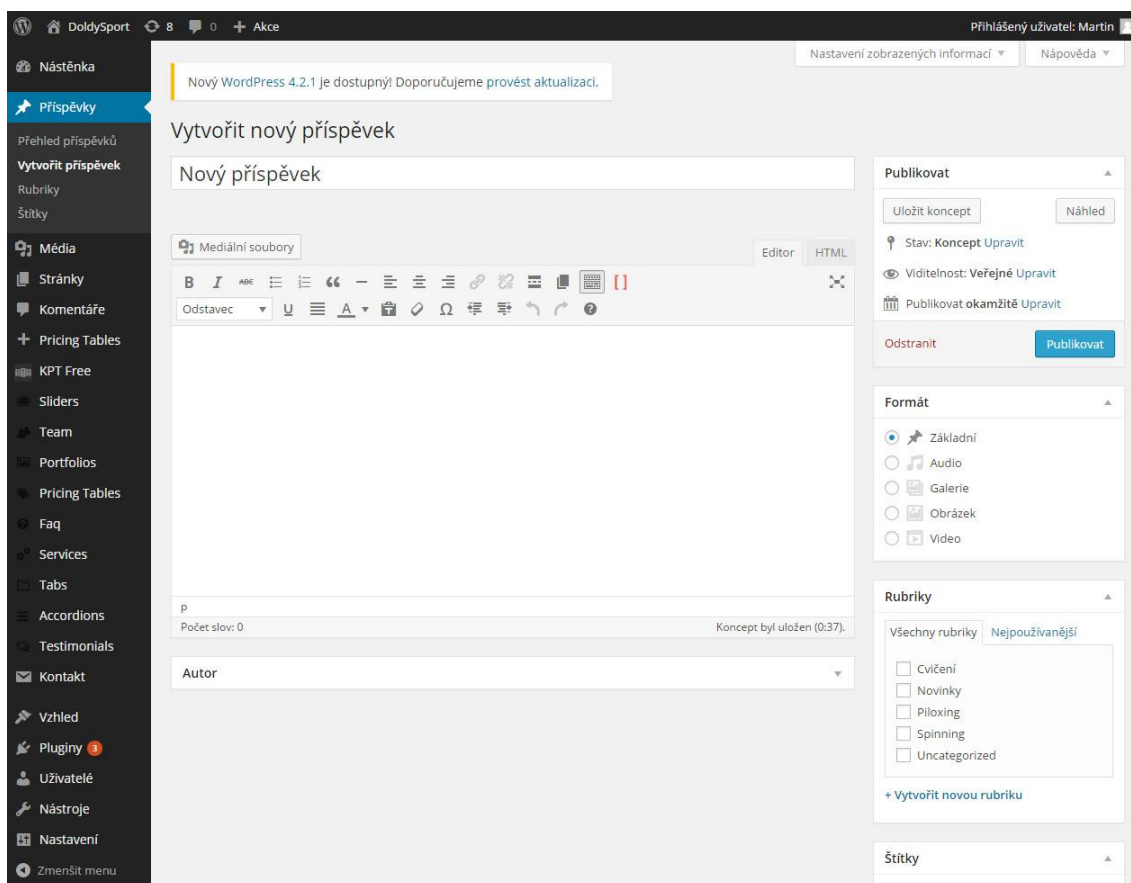 DoldySport 8 0 + Akce Přihlášený uživatel: Martin
Nastavení zobrazených informací Nápověda
Nástěnka
Příspěvky
Přehled příspěvků
Vytvořit příspěvek
Rubriky
Štítky
Média
Stránky
Komentáře
Pricing Tables
KPT Free
Sliders
Team
Portfolios
Pricing Tables
Faq
Services
Tabs
Accordions
Testimonials
Kontakt
Vzhled
Pluginy 3
Uživatelé
Nástroje
Nastavení
Zmenšit menu
Nový WordPress 4.2.1 je dostupný! Doporučujeme provést aktualizaci.
Vytvořit nový příspěvek
Nový příspěvek
Mediální soubory
Editor HTML
B I ABC
Odstavec U A Ω
p
Počet slov: 0 Koncept byl uložen (0:37).
Autor
Publikovat
Uložit koncept Náhled
Stav: Koncept Upravit
Viditelnost: Veřejné Upravit
Publikovat okamžitě Upravit
Odstranit Publikovat
Formát
Základní
Audio
Galerie
Obrázek
Video
Rubriky
Všechny rubriky Nejpoužívanější
Cvičení
Novinky
Piloxing
Spinning
Uncategorized
+ Vytvořit novou rubriku
Štítky